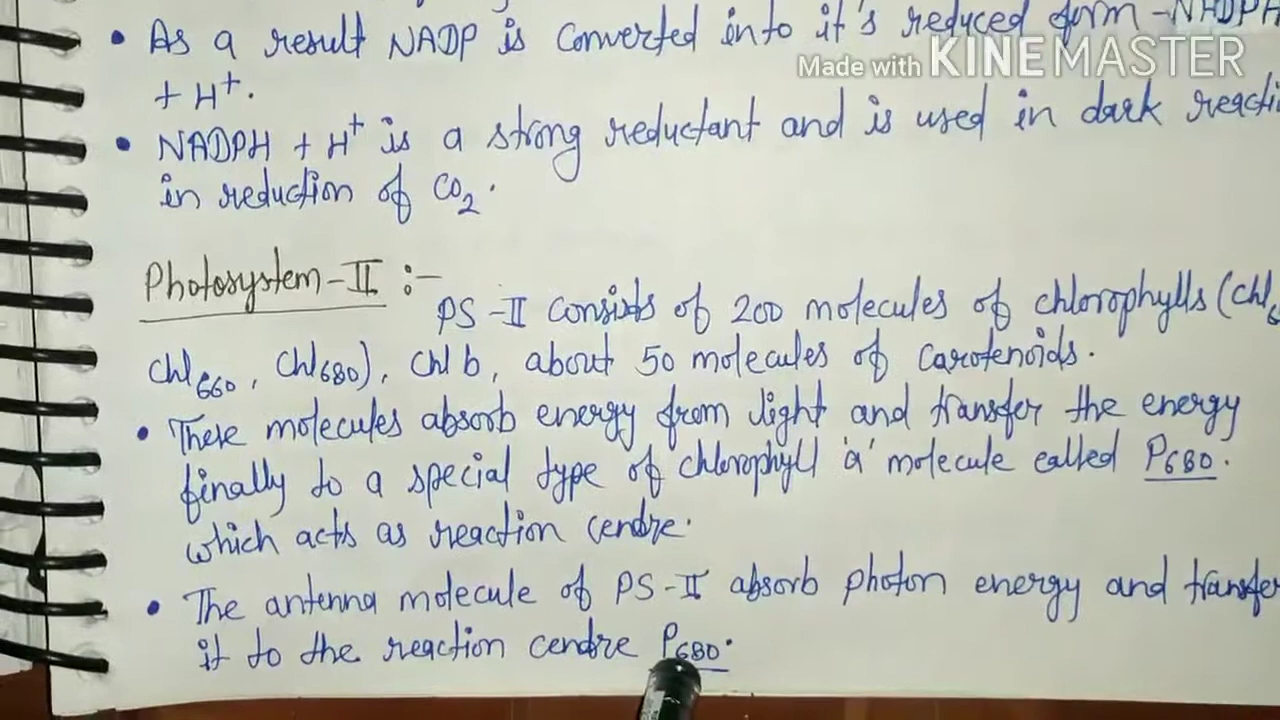 • As a result NADP is converted into it's reduced form - NADPH
+ H⁺.
Made with KINEMASTER
• NADPH + H⁺ is a strong reductant and is used in dark reacti
in reduction of CO₂.
Photosystem-II :-
PS-II consists of 200 molecules of chlorophylls (Chl
Chl₆₆₀, Chl₆₈₀), Chl b, about 50 molecules of Carotenoids.
• These molecules absorb energy from light and transfer the energy
finally to a special type of chlorophyll 'a' molecule called P₆₈₀.
which acts as reaction centre.
• The antenna molecule of PS-II absorb photon energy and transfer
it to the reaction centre P₆₈₀.